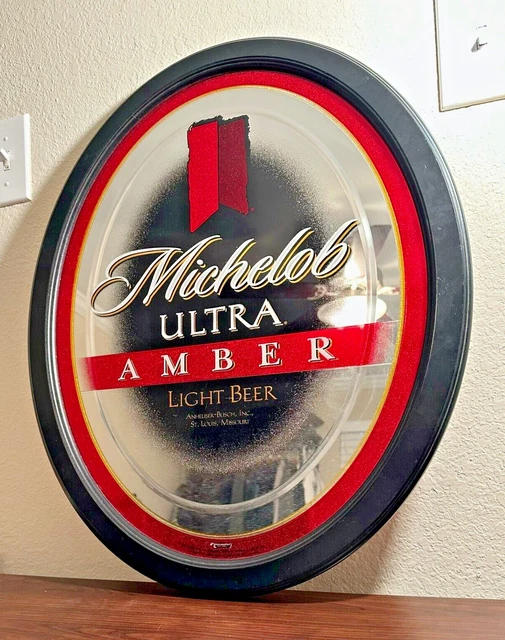 Michelob
ULTRA
AMBER
LIGHT BEER
ANHEUSER-BUSCH, INC.,
ST. LOUIS, MISSOURI